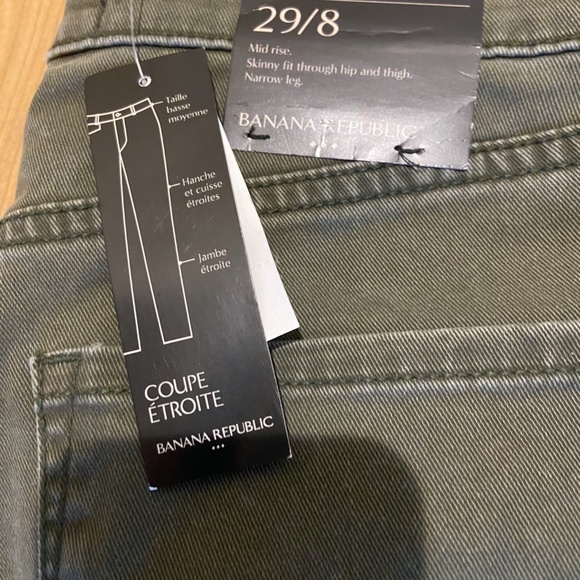 29/8
Mid rise.
Skinny fit through hip and thigh.
Narrow leg.
BANANA REPUBLIC
Taille
basse
moyenne
Hanche
et cuisse
étroites
Jambe
étroite
COUPE
ÉTROITE
BANANA REPUBLIC